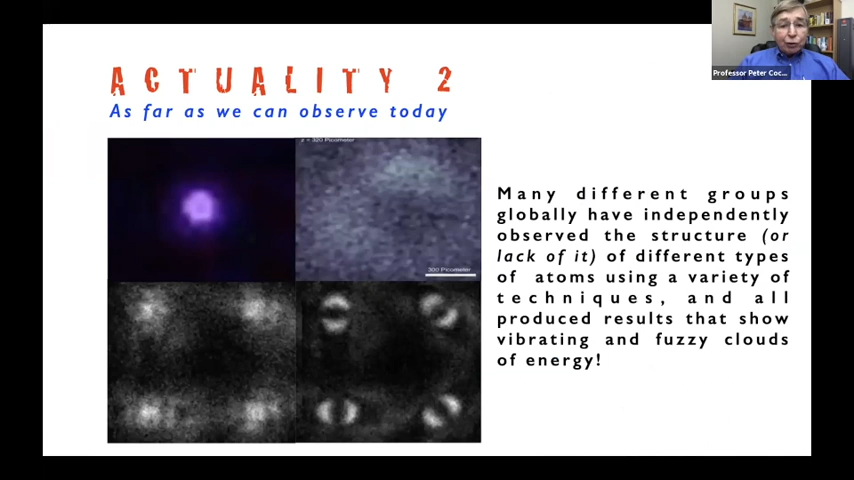 Professor Peter Coc...
ACTUALITY 2
As far as we can observe today
z = 320 Picometer
300 Picometer
Many different groups
globally have independently
observed the structure (or
lack of it) of different types
of atoms using a variety of
techniques, and all
produced results that show
vibrating and fuzzy clouds
of energy!